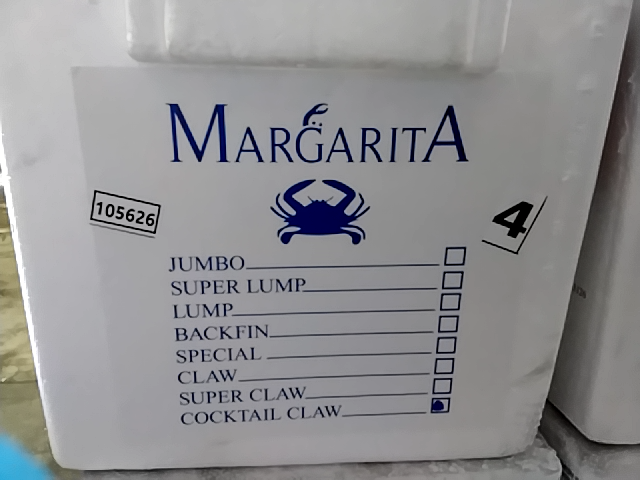 MARGARITA
105626
4
JUMBO
SUPER LUMP
LUMP
BACKFIN
SPECIAL
CLAW
SUPER CLAW
COCKTAIL CLAW